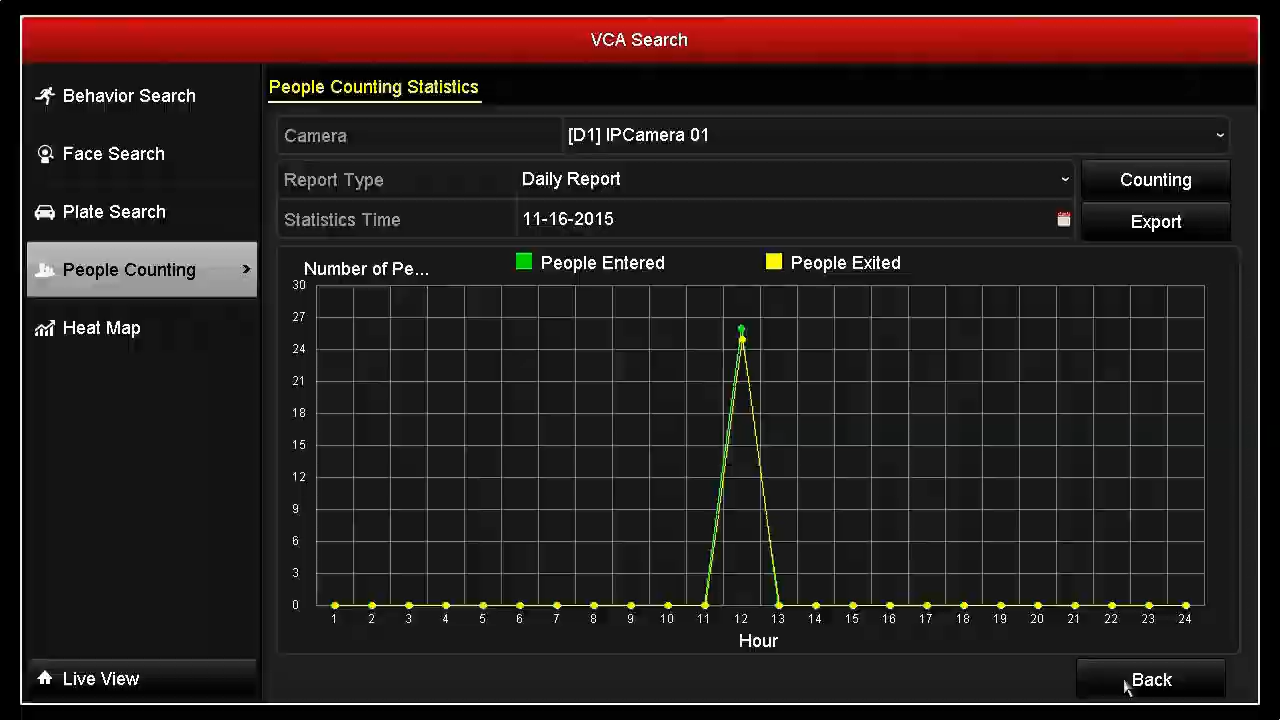 VCA Search
Behavior Search
Face Search
Plate Search
People Counting
Heat Map
Live View
People Counting Statistics
Camera [D1] IPCamera 01
Report Type Daily Report Counting
Statistics Time 11-16-2015 Export
Number of Pe... People Entered People Exited
30
27
24
21
18
15
12
9
6
3
0
1 2 3 4 5 6 7 8 9 10 11 12 13 14 15 16 17 18 19 20 21 22 23 24
Hour
Back